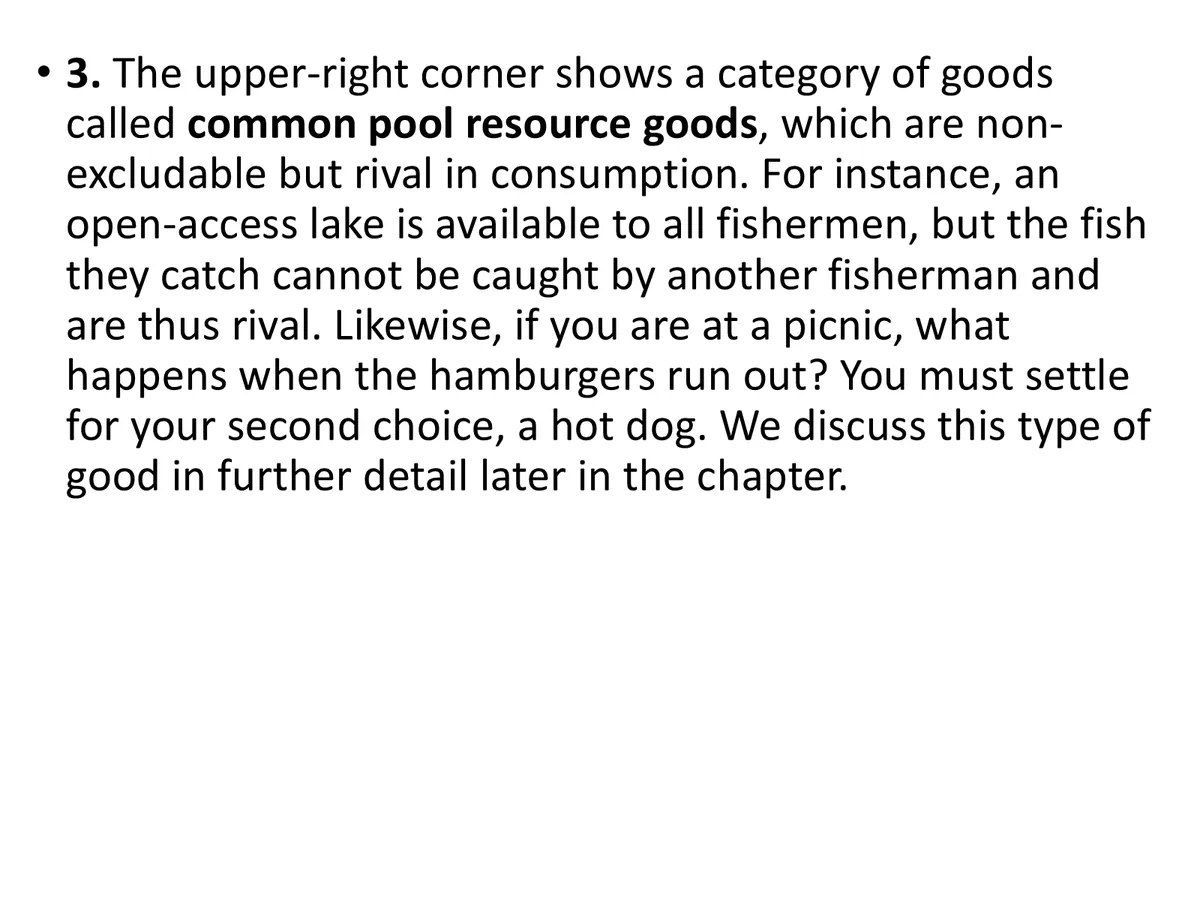 • 3. The upper-right corner shows a category of goods
called common pool resource goods, which are non-
excludable but rival in consumption. For instance, an
open-access lake is available to all fishermen, but the fish
they catch cannot be caught by another fisherman and
are thus rival. Likewise, if you are at a picnic, what
happens when the hamburgers run out? You must settle
for your second choice, a hot dog. We discuss this type of
good in further detail later in the chapter.